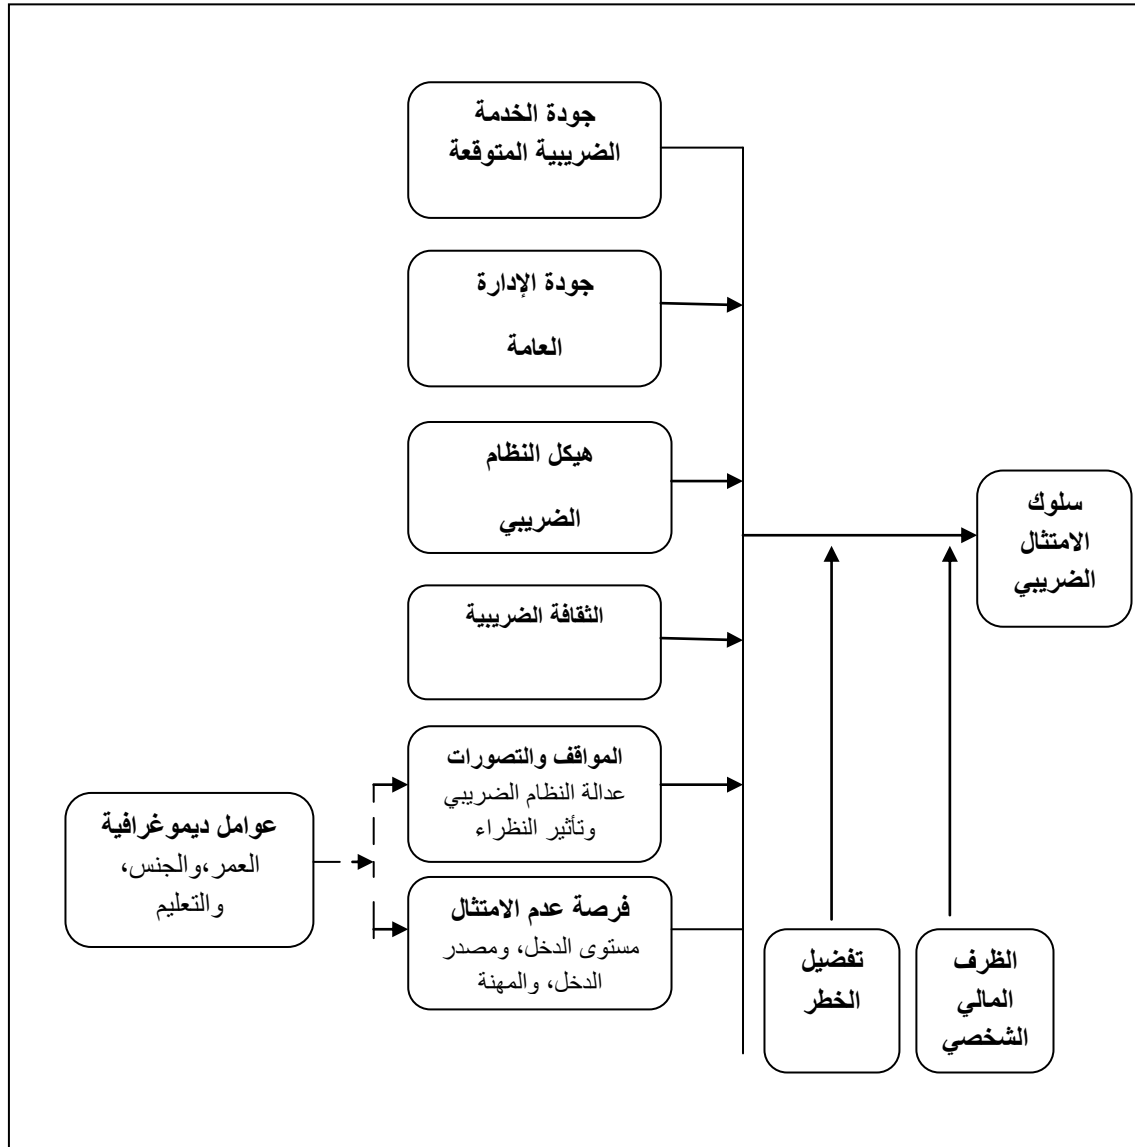 جودة الخدمة
الضريبية المتوقعة
جودة الإدارة
العامة
هيكل النظام
الضريبي
سلوك
الامتثال
الضريبي
الثقافة الضريبية
المواقف والتصورات
عدالة النظام الضريبي
وتأثير النظراء
عوامل ديموغرافية
العمر،والجنس،
والتعليم
فرصة عدم الامتثال
مستوى الدخل، ومصدر
الدخل، والمهنة
تفضيل
الخطر
الظرف
المالي
الشخصي